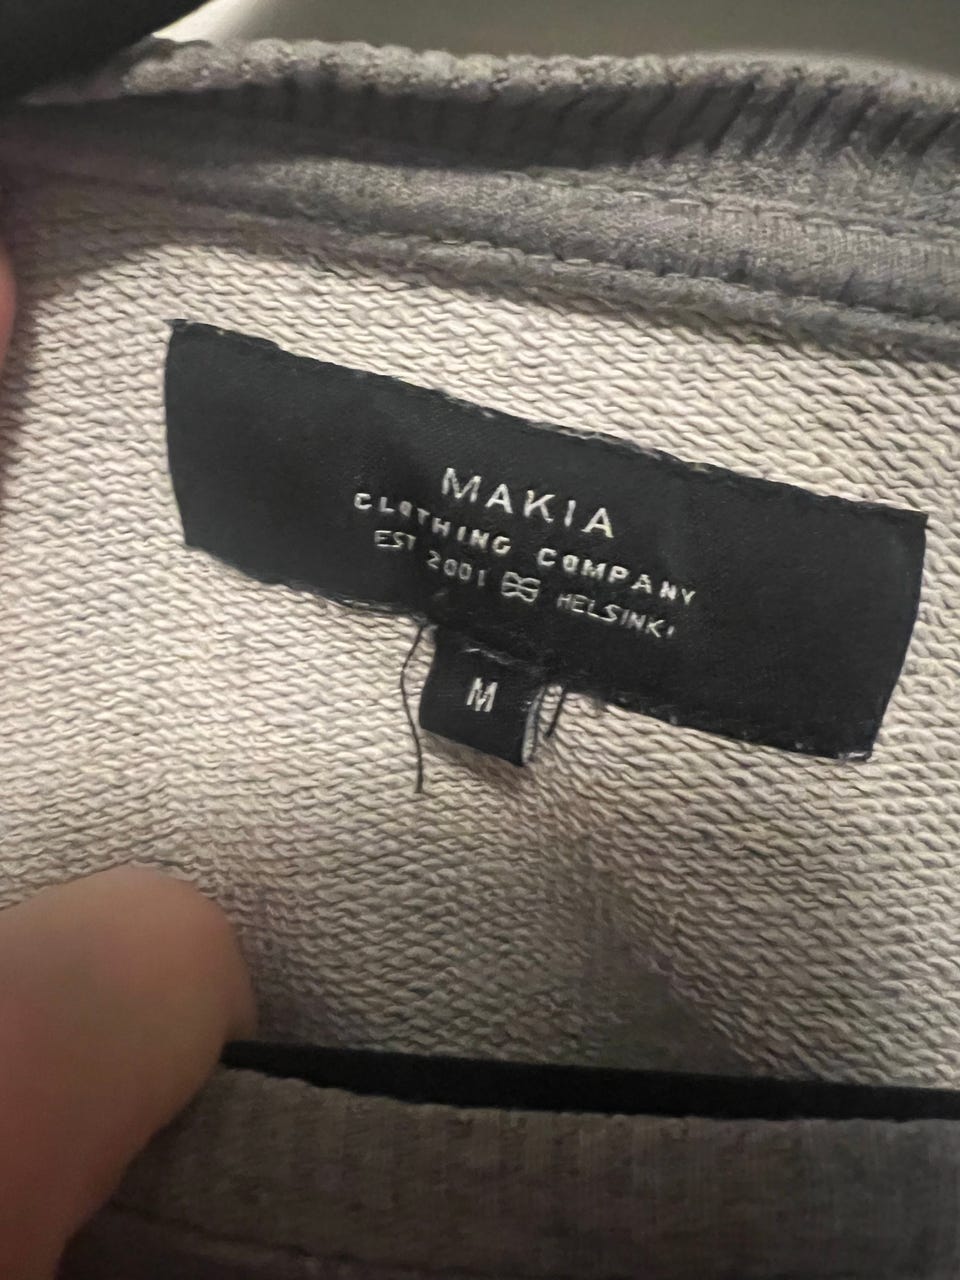 MAKIA
CLOTHING COMPANY
EST 2001 HELSINKI
M